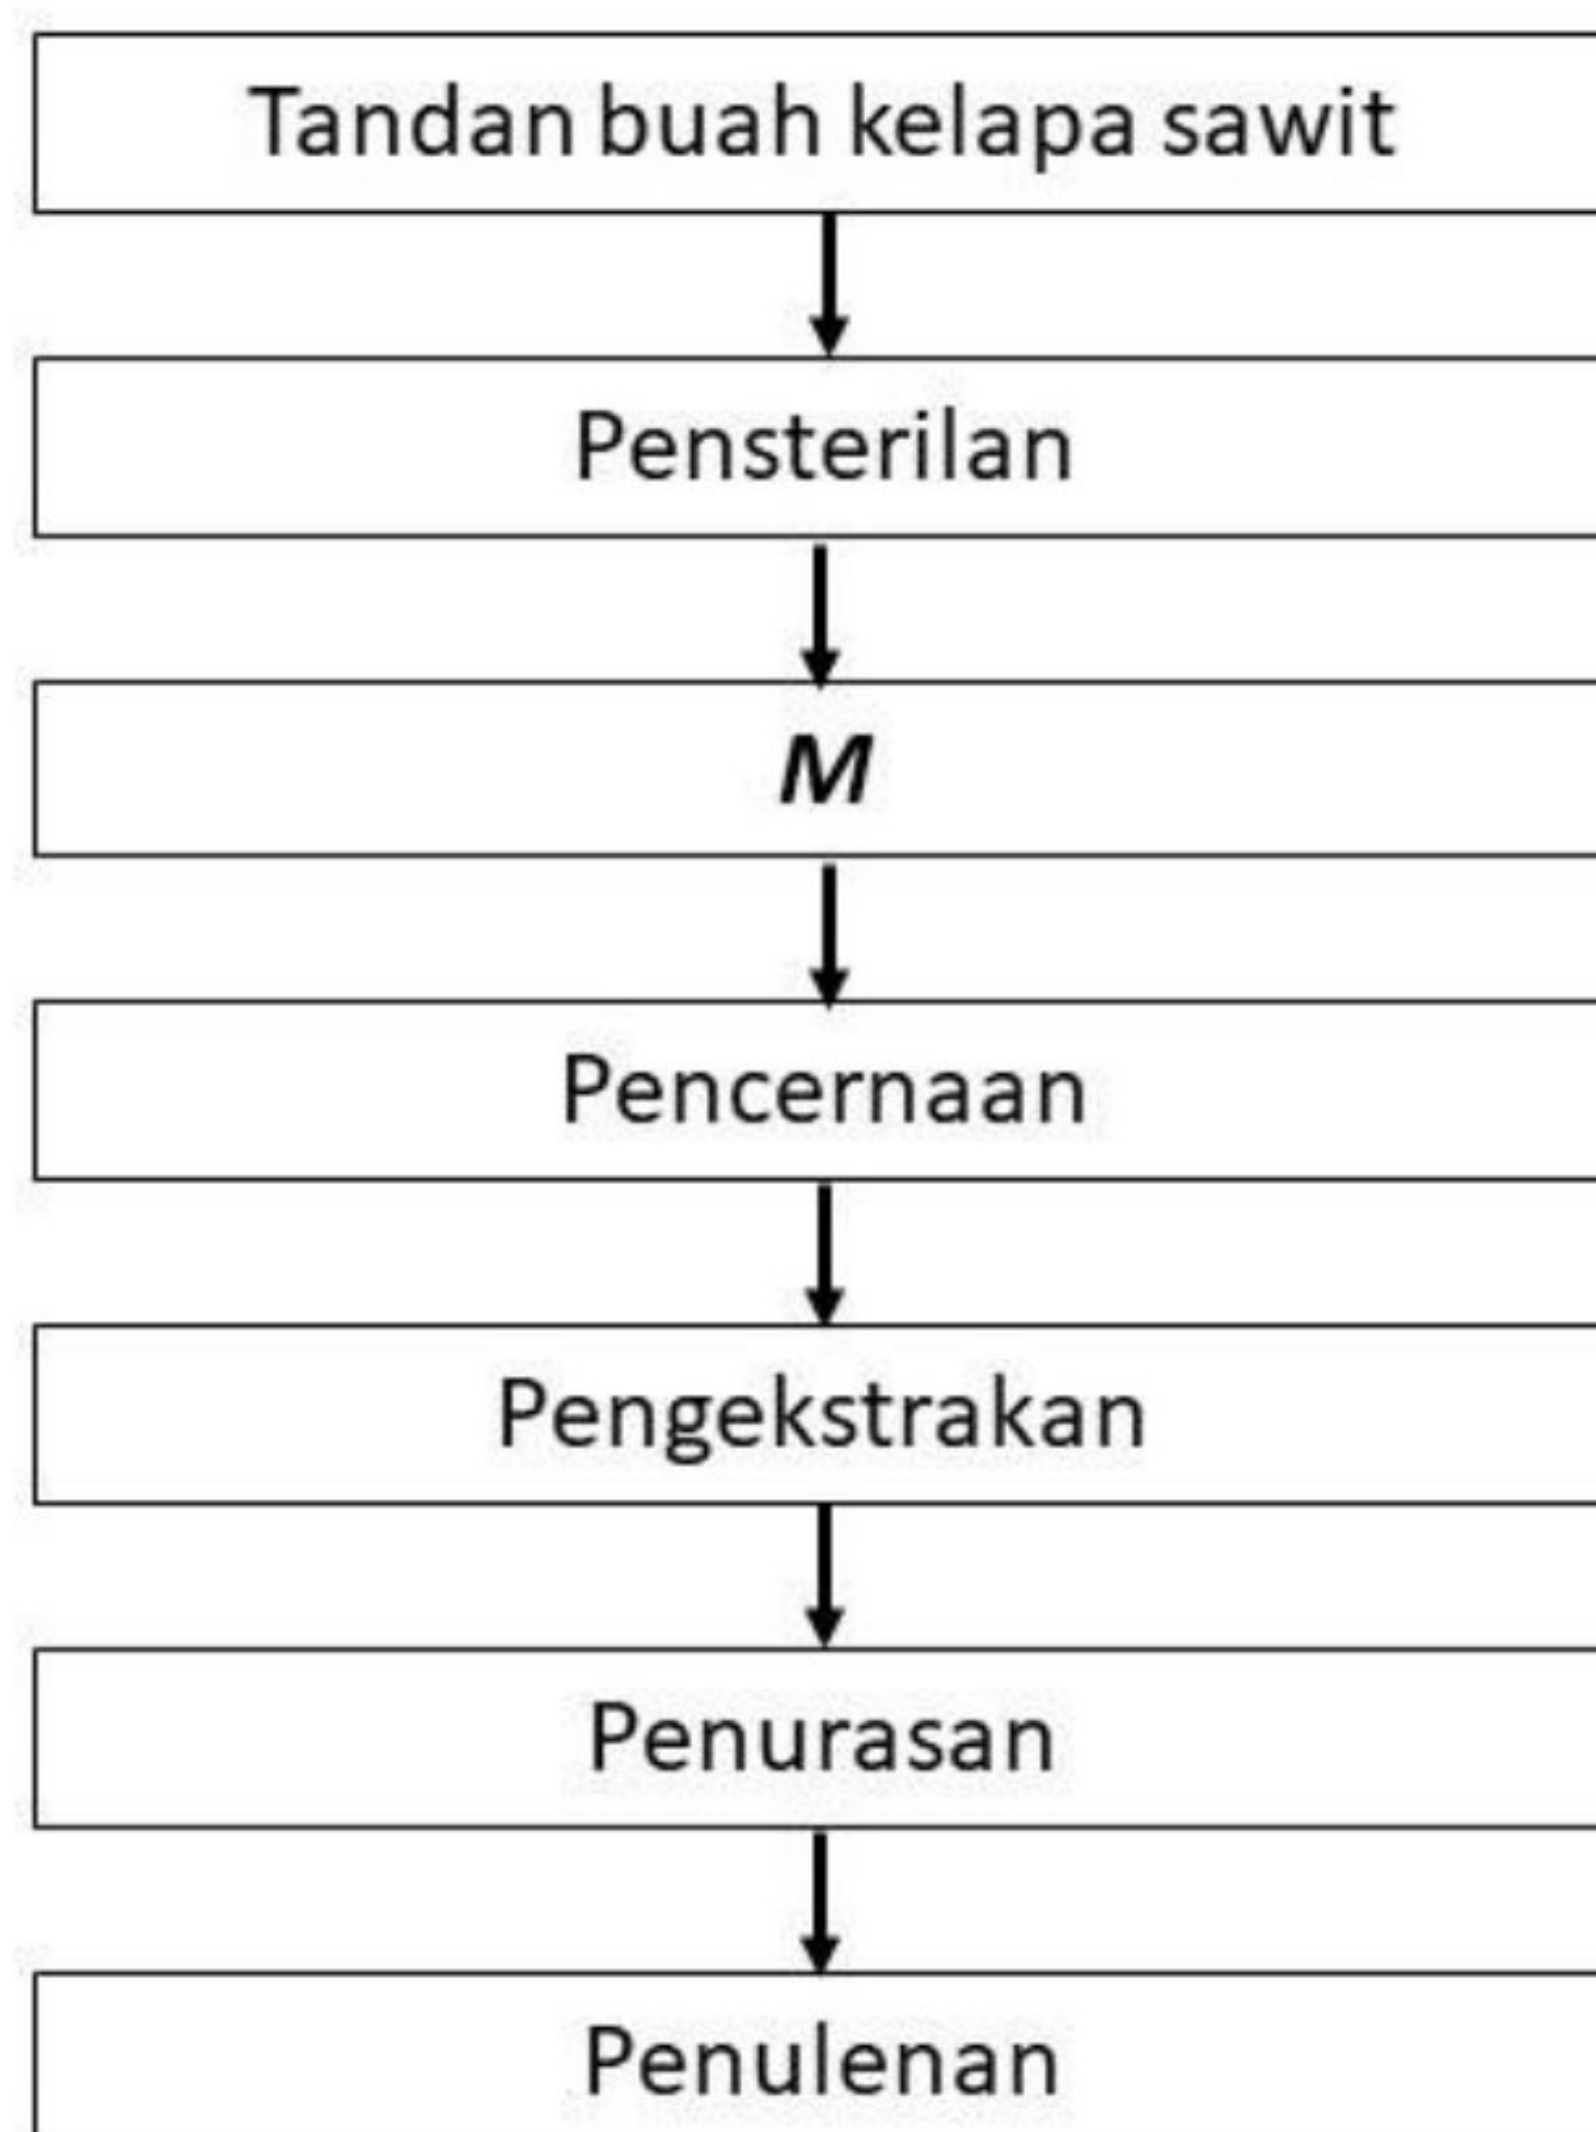 Tandan buah kelapa sawit
Pensterilan
M
Pencernaan
Pengekstrakan
Penurasan
Penulenan